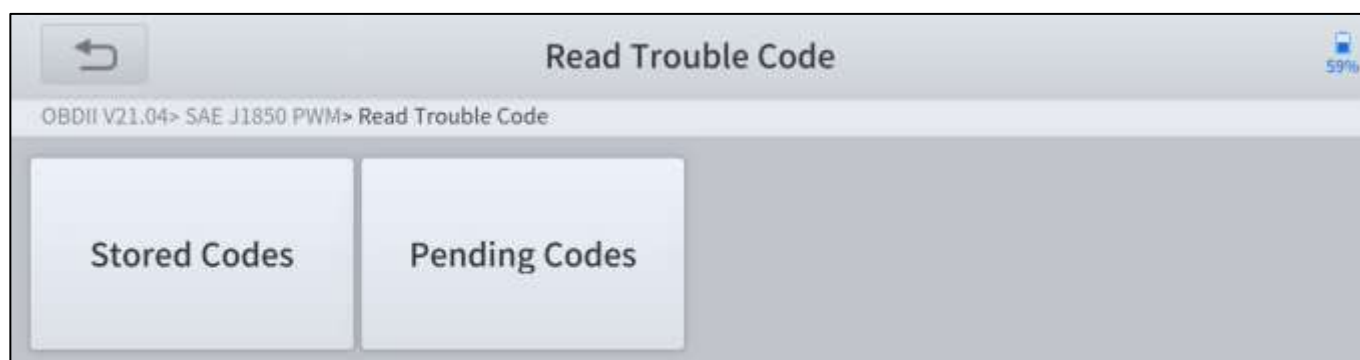 Read Trouble Code
59%
OBDII V21.04> SAE J1850 PWM> Read Trouble Code
Stored Codes
Pending Codes